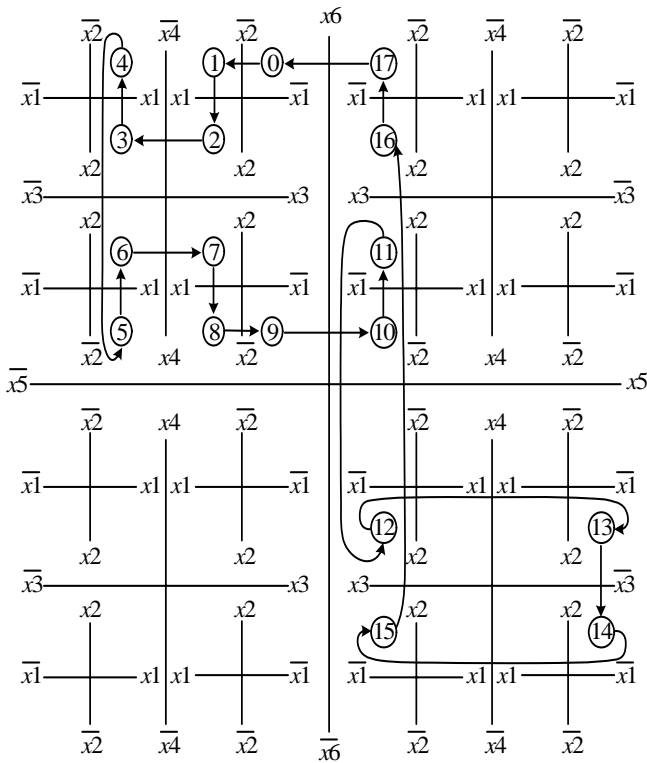 x6
x̅2 x̅4 x̅2 x̅2 x̅4 x̅2
4 1 0 17
x̅1 x1 x1 x̅1 x̅1 x1 x1 x̅1
3 2 16
x2 x2 x2 x2
x̅3 x3 x3 x̅3
x2 x2 x2 x2
6 7 11
x̅1 x1 x1 x̅1 x̅1 x1 x1 x̅1
5 8 9 10
x̅2 x4 x̅2 x̅2 x4 x̅2
x̅5 x5
x̅2 x4 x̅2 x̅2 x4 x̅2
x̅1 x1 x1 x̅1 x̅1 x1 x1 x̅1
12 13
x2 x2 x2 x2
x̅3 x3 x3 x̅3
x2 x2 x2 x2
15 14
x̅1 x1 x1 x̅1 x̅1 x1 x1 x̅1
x̅2 x̅4 x̅2 x̅6 x̅2 x̅4 x̅2